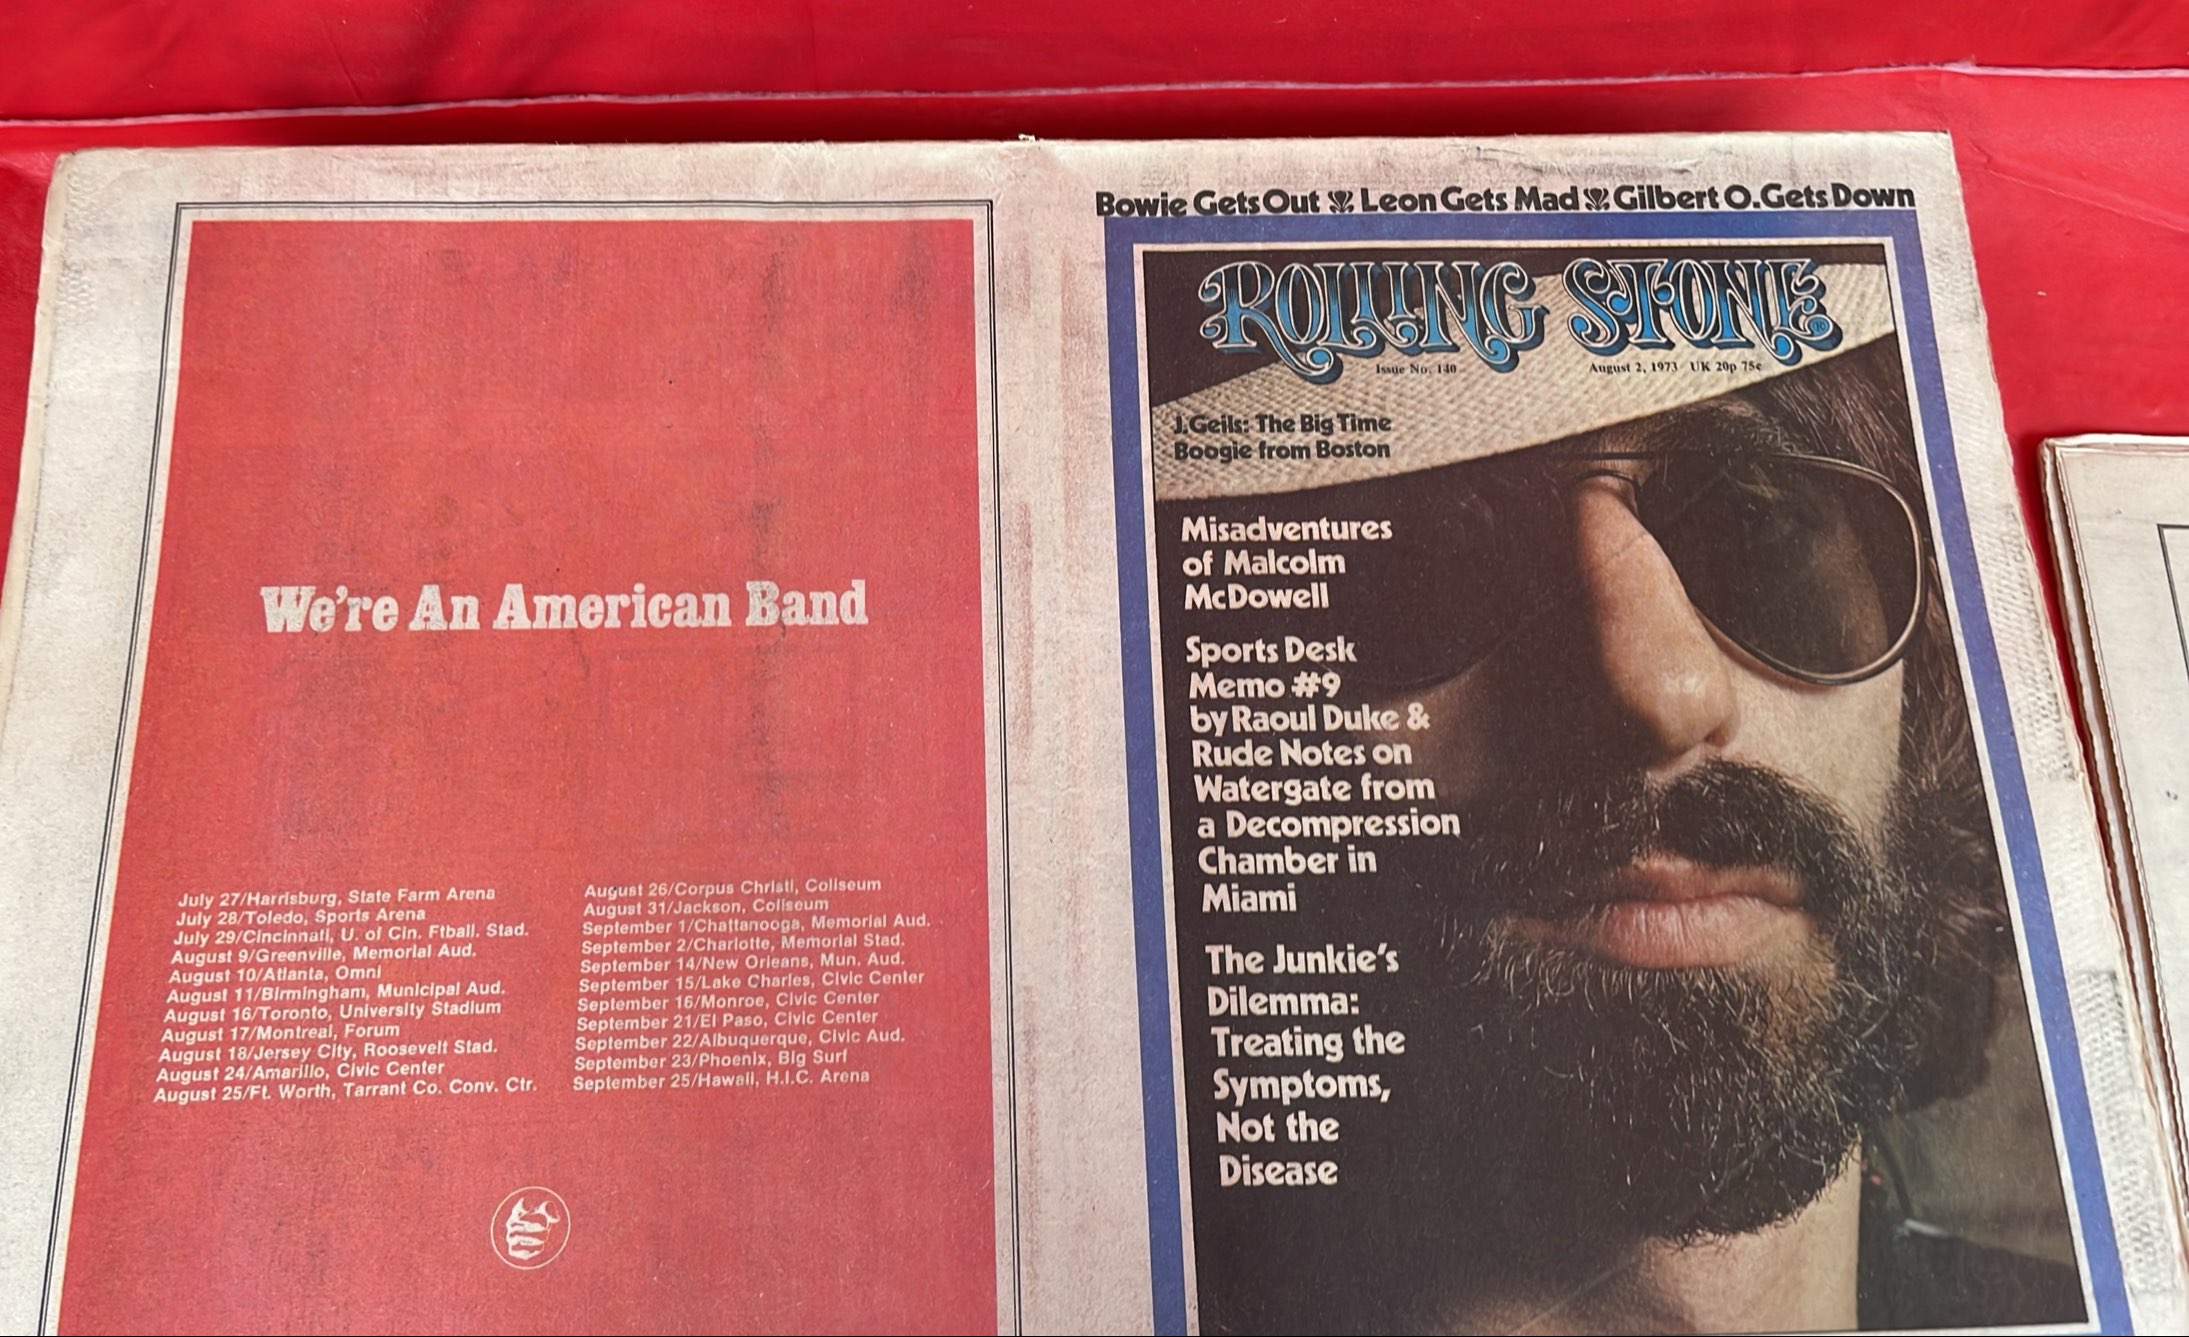 We're An American Band
July 27/Harrisburg, State Farm Arena
July 28/Toledo, Sports Arena
July 29/Cincinnati, U. of Cin. Ftball. Stad.
August 9/Greenville, Memorial Aud.
August 10/Atlanta, Omni
August 11/Birmingham, Municipal Aud.
August 16/Toronto, University Stadium
August 17/Montreal, Forum
August 18/Jersey City, Roosevelt Stad.
August 24/Amarillo, Civic Center
August 25/Ft. Worth, Tarrant Co. Conv. Ctr.
August 26/Corpus Christi, Coliseum
August 31/Jackson, Coliseum
September 1/Chattanooga, Memorial Aud.
September 2/Charlotte, Memorial Stad.
September 14/New Orleans, Mun. Aud.
September 15/Lake Charles, Civic Center
September 16/Monroe, Civic Center
September 21/El Paso, Civic Center
September 22/Albuquerque, Civic Aud.
September 23/Phoenix, Big Surf
September 25/Hawaii, H.I.C. Arena
Bowie Gets Out Leon Gets Mad Gilbert O. Gets Down
ROLLING STONE ®
Issue No. 140 August 2, 1973 UK 20p 75¢
J. Geils: The Big Time
Boogie from Boston
Misadventures
of Malcolm
McDowell
Sports Desk
Memo #9
by Raoul Duke &
Rude Notes on
Watergate from
a Decompression
Chamber in
Miami
The Junkie's
Dilemma:
Treating the
Symptoms,
Not the
Disease